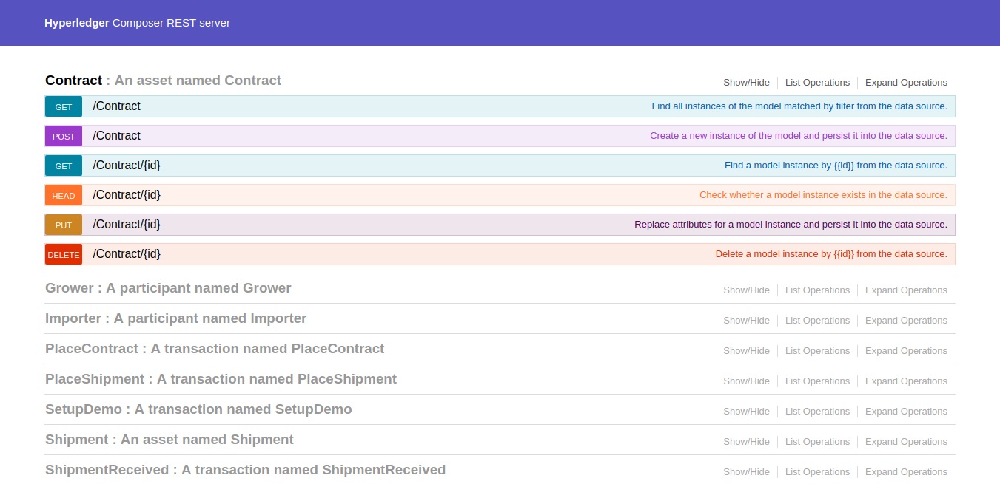 Hyperledger Composer REST server
Contract : An asset named Contract Show/Hide List Operations Expand Operations
GET /Contract Find all instances of the model matched by filter from the data source.
POST /Contract Create a new instance of the model and persist it into the data source.
GET /Contract/{id} Find a model instance by {{id}} from the data source.
HEAD /Contract/{id} Check whether a model instance exists in the data source.
PUT /Contract/{id} Replace attributes for a model instance and persist it into the data source.
DELETE /Contract/{id} Delete a model instance by {{id}} from the data source.
Grower : A participant named Grower Show/Hide List Operations Expand Operations
Importer : A participant named Importer Show/Hide List Operations Expand Operations
PlaceContract : A transaction named PlaceContract Show/Hide List Operations Expand Operations
PlaceShipment : A transaction named PlaceShipment Show/Hide List Operations Expand Operations
SetupDemo : A transaction named SetupDemo Show/Hide List Operations Expand Operations
Shipment : An asset named Shipment Show/Hide List Operations Expand Operations
ShipmentReceived : A transaction named ShipmentReceived Show/Hide List Operations Expand Operations